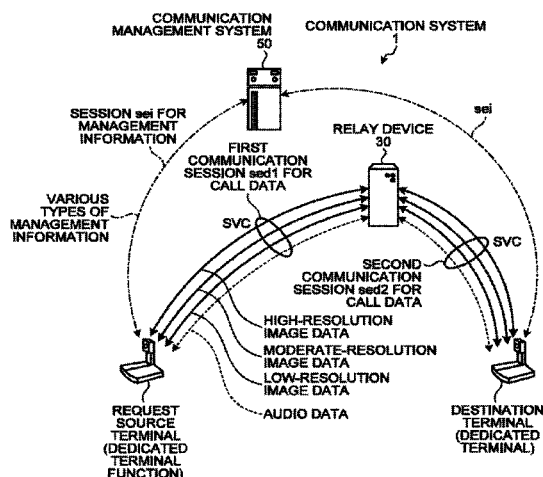 COMMUNICATION
MANAGEMENT SYSTEM
50
COMMUNICATION SYSTEM
1
SESSION sei FOR
MANAGEMENT
INFORMATION
sei
RELAY DEVICE
30
FIRST
COMMUNICATION
SESSION sed1 FOR
CALL DATA
VARIOUS
TYPES OF
MANAGEMENT
INFORMATION
SVC
SVC
SECOND
COMMUNICATION
SESSION sed2 FOR
CALL DATA
HIGH-RESOLUTION
IMAGE DATA
MODERATE-RESOLUTION
IMAGE DATA
LOW-RESOLUTION
IMAGE DATA
AUDIO DATA
REQUEST
SOURCE
TERMINAL
(DEDICATED
TERMINAL
FUNCTION)
DESTINATION
TERMINAL
(DEDICATED
TERMINAL)